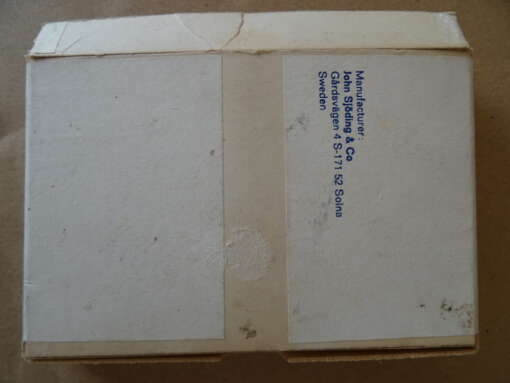 Manufacturer:
John Sjöding & Co
Gårdsvägen 4 S-171 52 Solna
Sweden